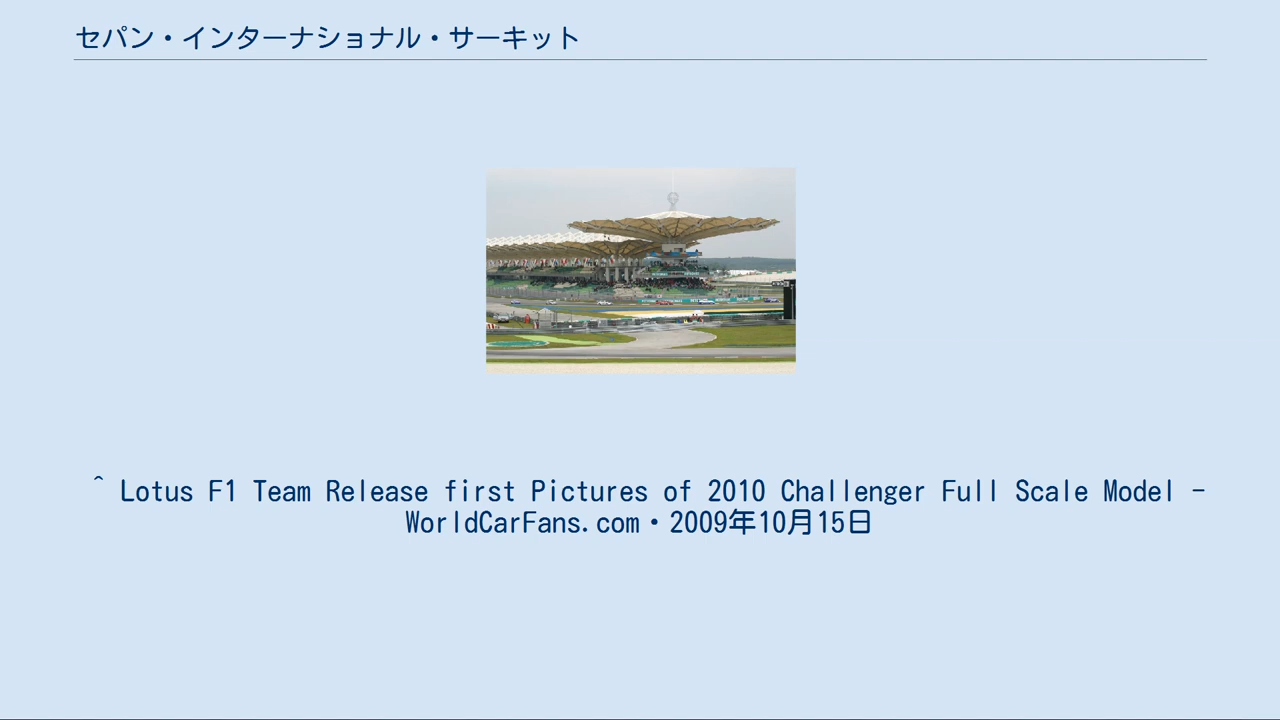 セパン・インターナショナル・サーキット
^ Lotus F1 Team Release first Pictures of 2010 Challenger Full Scale Model -
WorldCarFans.com・2009年10月15日